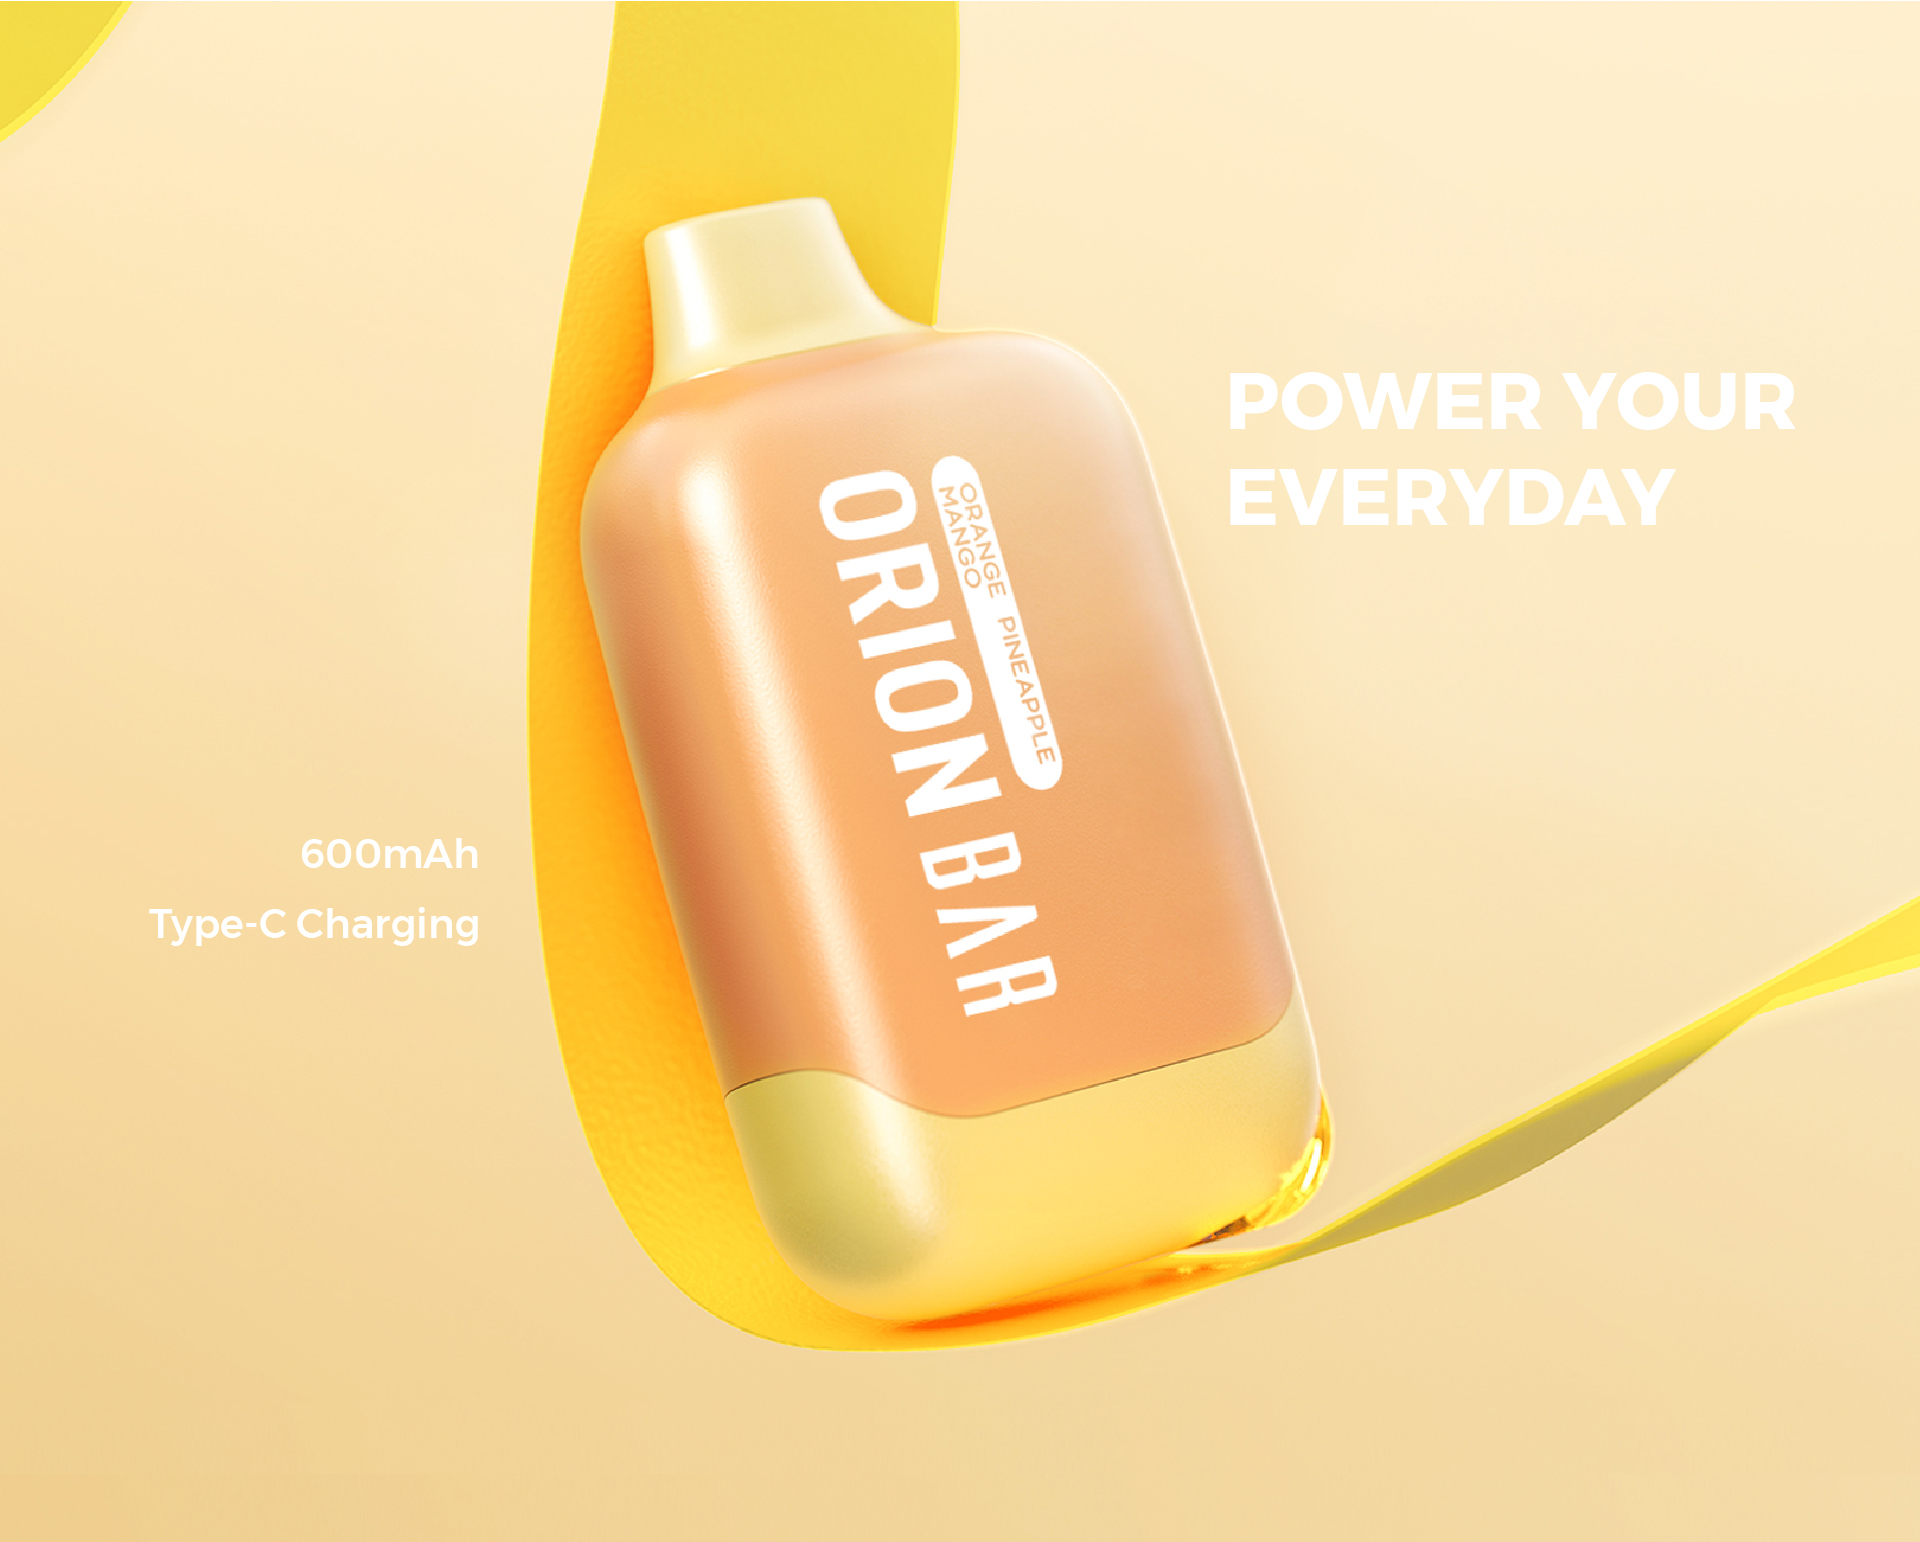 POWER YOUR
EVERYDAY
ORANGE PINEAPPLE
MANGO
ORION BAR
600mAh
Type-C Charging